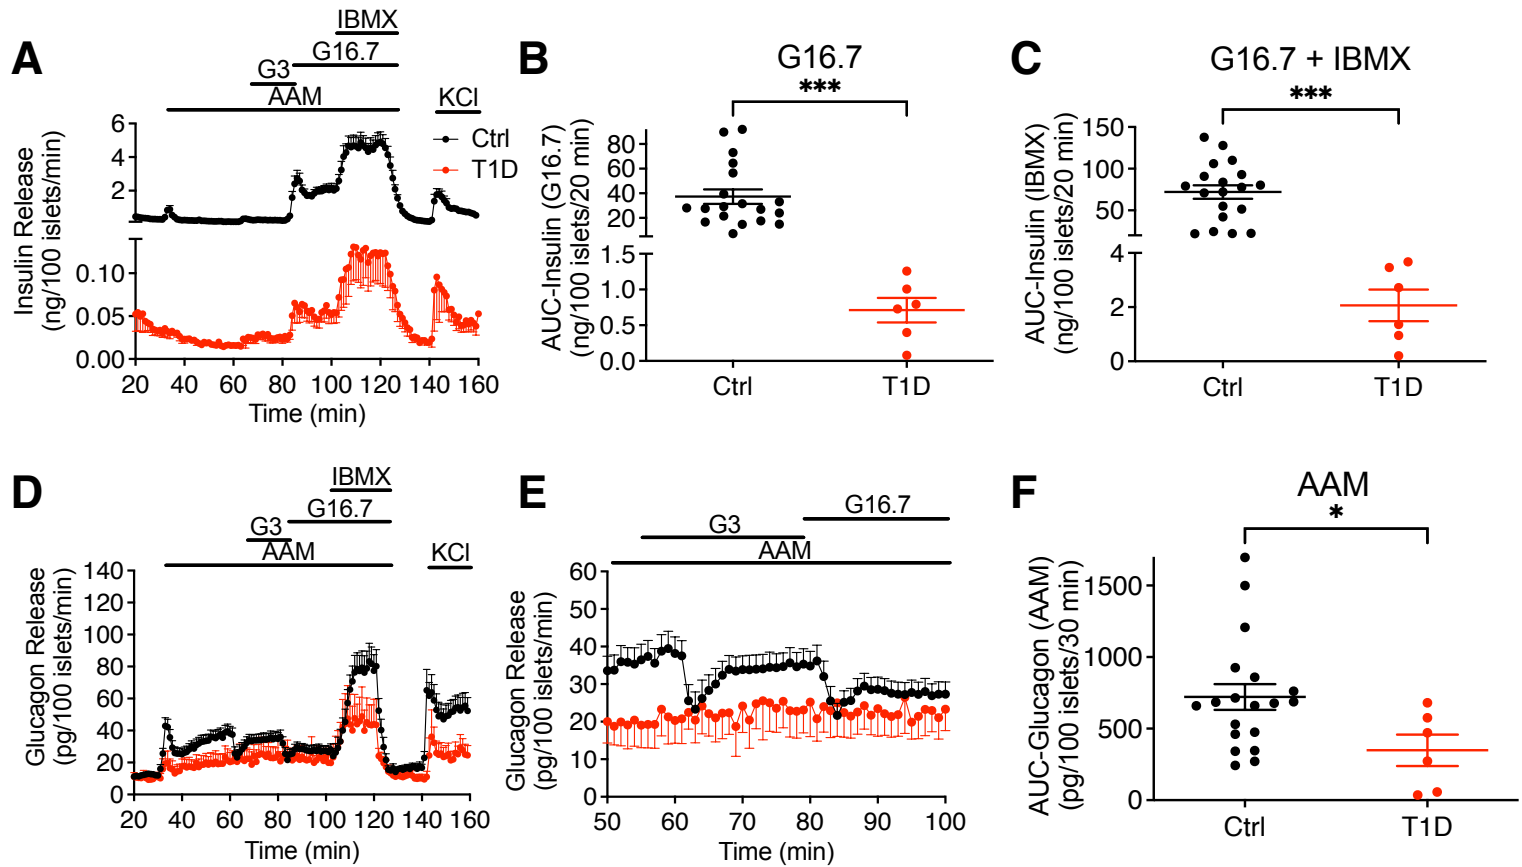 A
IBMX
G16.7
G3
AAM
KCl
Ctrl
T1D
Insulin Release
(ng/100 islets/min)
6
4
2
0.10
0.05
0.00
20 40 60 80 100 120 140 160
Time (min)
B
G16.7
***
AUC-Insulin (G16.7)
(ng/100 islets/20 min)
80
60
40
20
1.5
1.0
0.5
0.0
Ctrl T1D
C
G16.7 + IBMX
***
AUC-Insulin (IBMX)
(ng/100 islets/20 min)
150
100
50
4
2
0
Ctrl T1D
D
IBMX
G16.7
G3
AAM
KCl
Glucagon Release
(pg/100 islets/min)
140
120
100
80
60
40
20
0
20 40 60 80 100 120 140 160
Time (min)
E
G16.7
G3
AAM
Glucagon Release
(pg/100 islets/min)
60
50
40
30
20
10
0
50 60 70 80 90 100
Time (min)
F
AAM
*
AUC-Glucagon (AAM)
(pg/100 islets/30 min)
1500
1000
500
0
Ctrl T1D